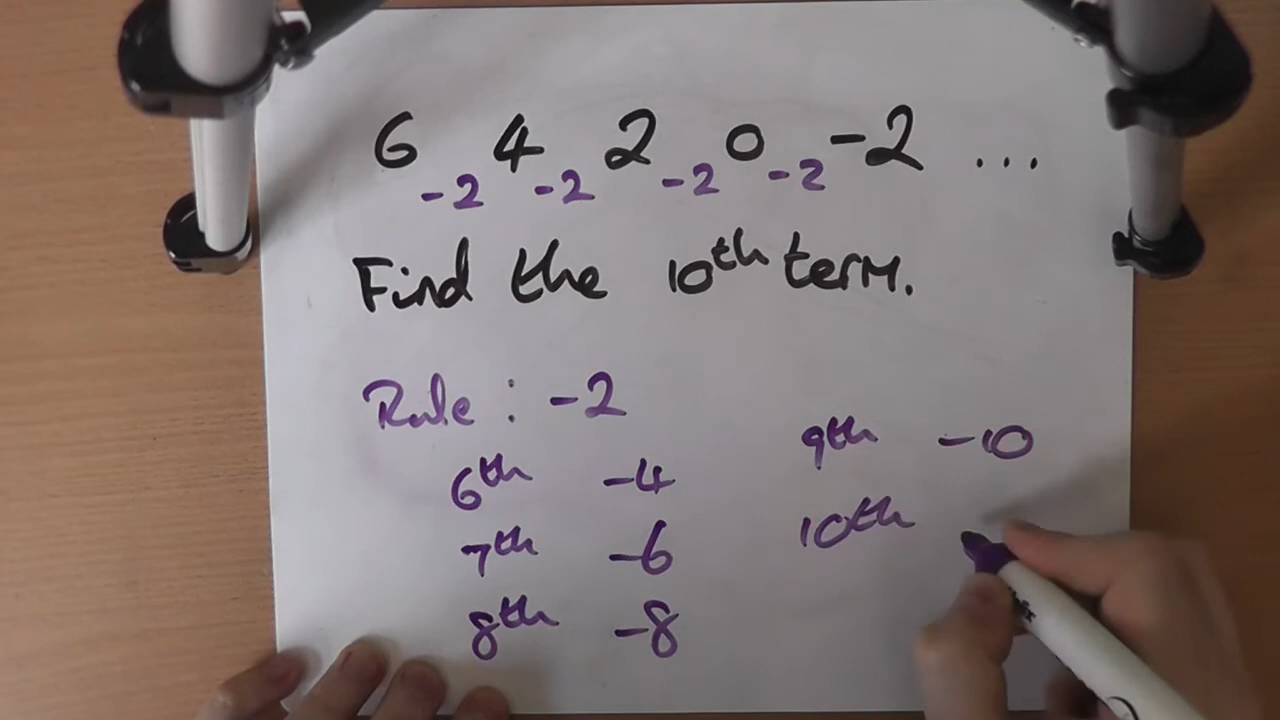 6 4 2 0 -2 ...
-2 -2 -2 -2
Find the 10th term.
Rule : -2
6th -4
7th -6
8th -8
9th -10
10th